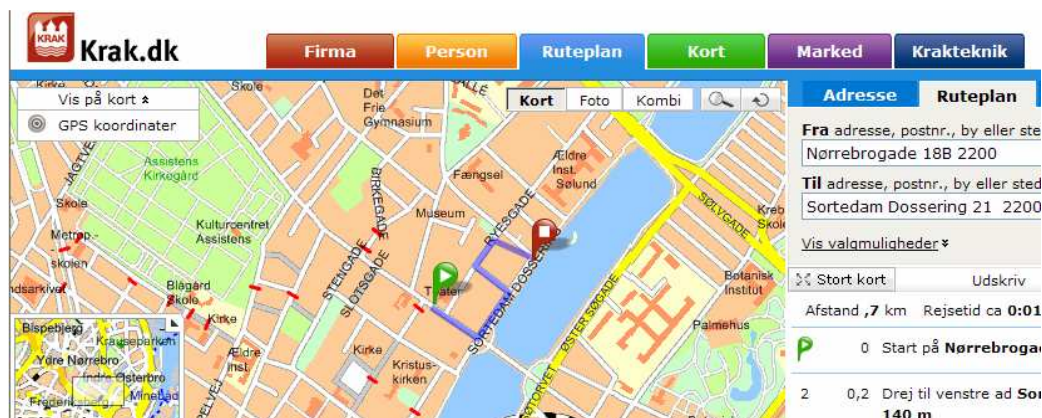 KRAK
Krak.dk
Firma
Person
Ruteplan
Kort
Marked
Krakteknik
Vis på kort
GPS koordinater
Kort
Foto
Kombi
Skole
Det
Frie
Gymnasium
Assistens
Kirkegård
JAGTVEJ
Skole
Metrop.-
skolen
Kulturcentret
Assistens
BIRKEGADE
Fængsel
Museum
RYESGADE
Ældre
Inst.
Sølund
SØLVGADE
STENGADE
SLOTSGADE
SORTEDAM DOSSERING
ØSTER SØGADE
Botanisk
Institut
Palmehus
Blågård
Skole
Kirke
Ældre
Inst.
Kirke
Kristus-
kirken
Bispebjerg
Krauseparken
Ydre Nørrebro
Indre Østerbro
Frederiksberg
Adresse
Ruteplan
Fra adresse, postnr., by eller ste
Nørrebrogade 18B 2200
Til adresse, postnr., by eller sted
Sortedam Dossering 21 2200
Vis valgmuligheder
Start kort
Udskriv
Afstand ,7 km Rejsetid ca 0:01
0 Start på Nørrebrogad
2 0,2 Drej til venstre ad Sor
140 m